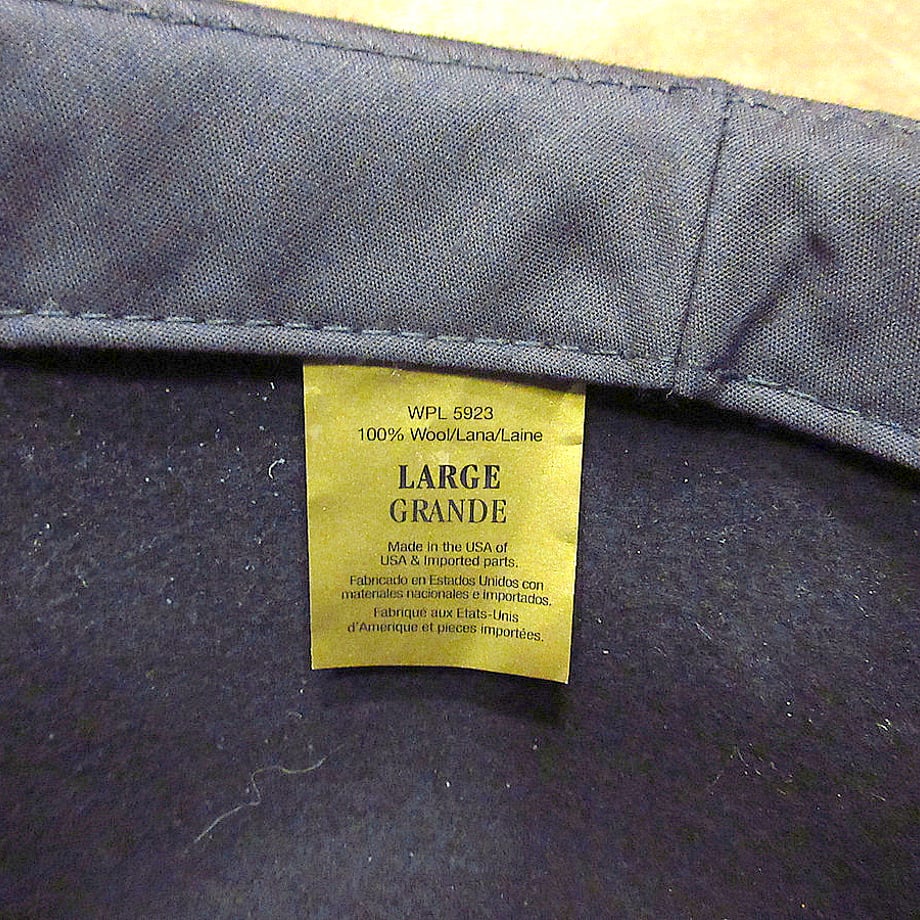 WPL 5923
100% Wool/Lana/Laine
LARGE
GRANDE
Made in the USA of
USA & Imported parts.
Fabricado en Estados Unidos con
materiales nacionales e importados.
Fabriqué aux Etats-Unis
d'Amerique et pieces importées.